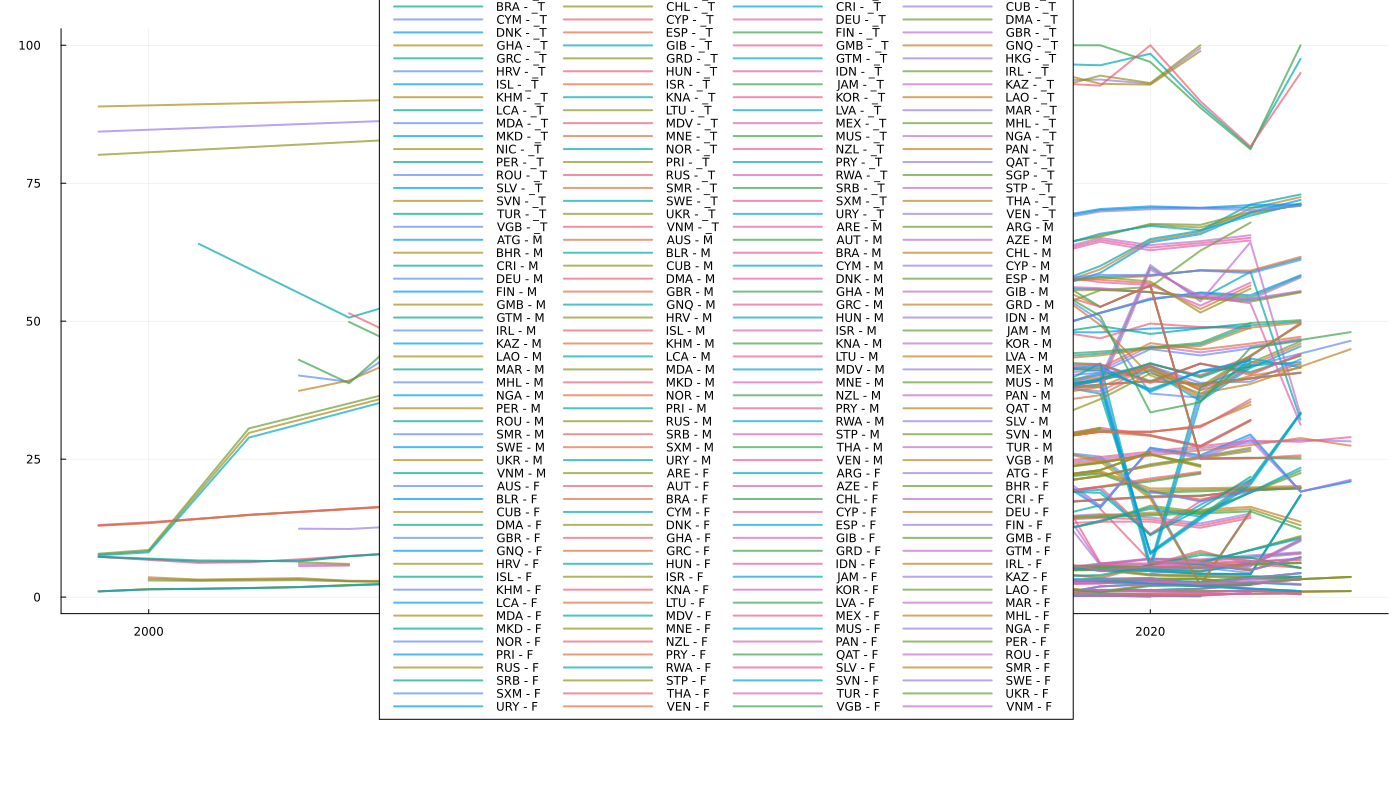 BRA - _T CHL - _T CRI - _T CUB - _T
CYM - _T CYP - _T DEU - _T DMA - _T
DNK - _T ESP - _T FIN - _T GBR - _T
100 GHA - _T GIB - _T GMB - _T GNQ - _T
GRC - _T GRD - _T GTM - _T HKG - _T
HRV - _T HUN - _T IDN - _T IRL - _T
ISL - _T ISR - _T JAM - _T KAZ - _T
KHM - _T KNA - _T KOR - _T LAO - _T
LCA - _T LTU - _T LVA - _T MAR - _T
MDA - _T MDV - _T MEX - _T MHL - _T
MKD - _T MNE - _T MUS - _T NGA - _T
NIC - _T NOR - _T NZL - _T PAN - _T
PER - _T PRI - _T PRY - _T QAT - _T
ROU - _T RUS - _T RWA - _T SGP - _T
75 SLV - _T SMR - _T SRB - _T STP - _T
SVN - _T SWE - _T SXM - _T THA - _T
TUR - _T UKR - _T URY - _T VEN - _T
VGB - _T VNM - _T ARE - M ARG - M
ATG - M AUS - M AUT - M AZE - M
BHR - M BLR - M BRA - M CHL - M
CRI - M CUB - M CYM - M CYP - M
DEU - M DMA - M DNK - M ESP - M
FIN - M GBR - M GHA - M GIB - M
GMB - M GNQ - M GRC - M GRD - M
50 GTM - M HRV - M HUN - M IDN - M
IRL - M ISL - M ISR - M JAM - M
KAZ - M KHM - M KNA - M KOR - M
LAO - M LCA - M LTU - M LVA - M
MAR - M MDA - M MDV - M MEX - M
MHL - M MKD - M MNE - M MUS - M
NGA - M NOR - M NZL - M PAN - M
PER - M PRI - M PRY - M QAT - M
ROU - M RUS - M RWA - M SLV - M
SMR - M SRB - M STP - M SVN - M
SWE - M SXM - M THA - M TUR - M
25 UKR - M URY - M VEN - M VGB - M
VNM - M ARE - F ARG - F ATG - F
AUS - F AUT - F AZE - F BHR - F
BLR - F BRA - F CHL - F CRI - F
CUB - F CYM - F CYP - F DEU - F
DMA - F DNK - F ESP - F FIN - F
GBR - F GHA - F GIB - F GMB - F
GNQ - F GRC - F GRD - F GTM - F
HRV - F HUN - F IDN - F IRL - F
ISL - F ISR - F JAM - F KAZ - F
KHM - F KNA - F KOR - F LAO - F
0 LCA - F LTU - F LVA - F MAR - F
MDA - F MDV - F MEX - F MHL - F
MKD - F MNE - F MUS - F NGA - F
2000 2020
NOR - F NZL - F PAN - F PER - F
PRI - F PRY - F QAT - F ROU - F
RUS - F RWA - F SLV - F SMR - F
SRB - F STP - F SVN - F SWE - F
SXM - F THA - F TUR - F UKR - F
URY - F VEN - F VGB - F VNM - F